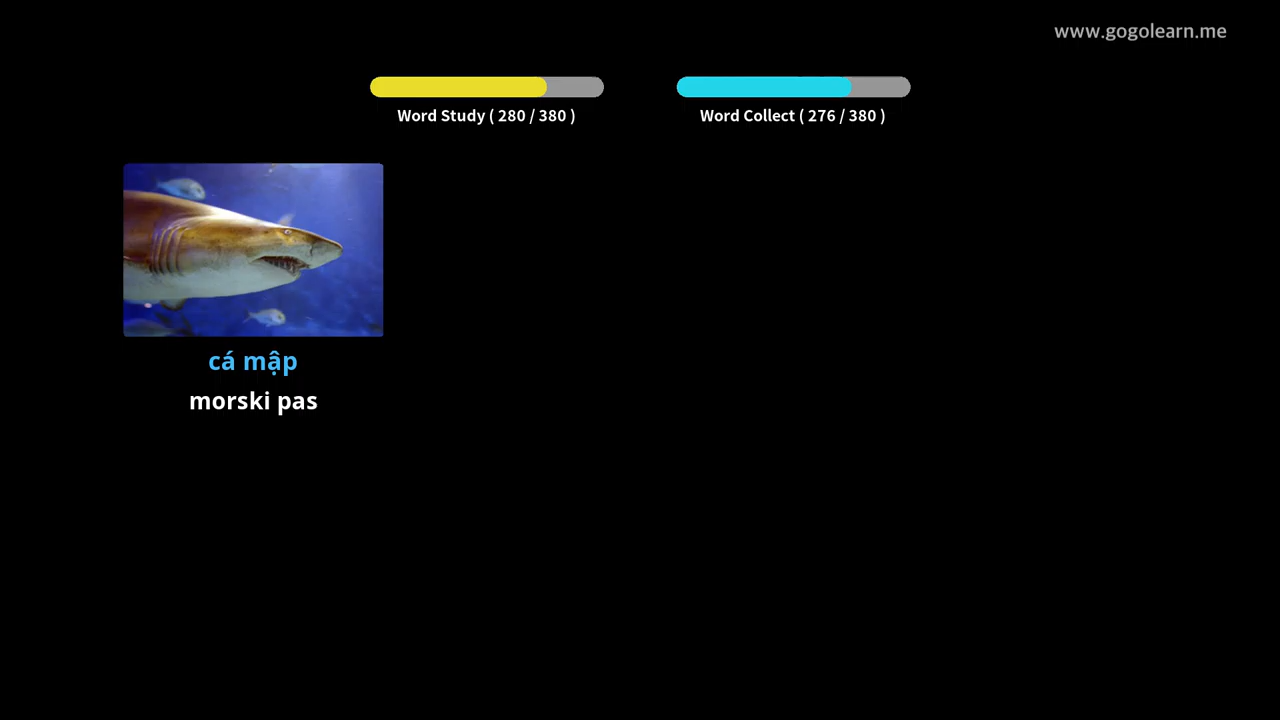 www.gogolearn.me
Word Study ( 280 / 380 )
Word Collect ( 276 / 380 )
cá mập
morski pas